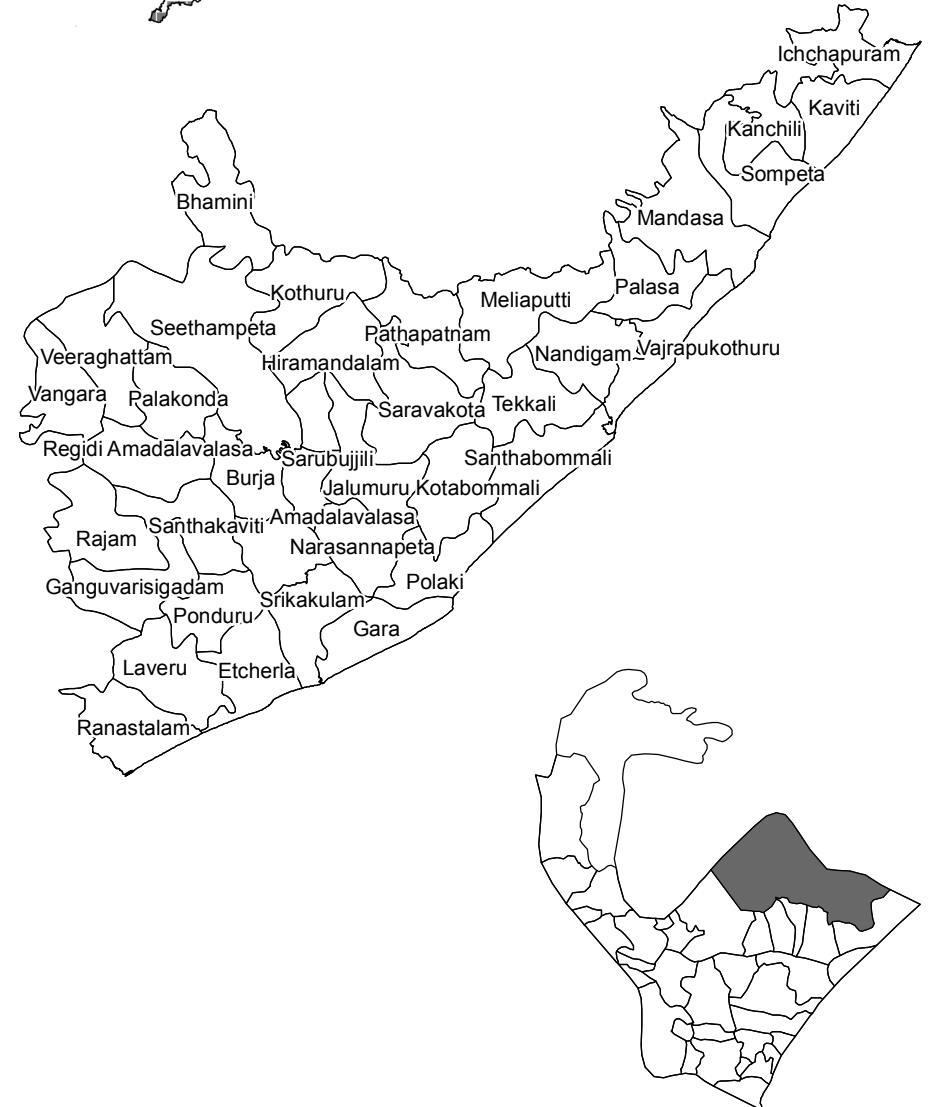 Ichchapuram
Kaviti
Kanchili
Sompeta
Bhamini
Mandasa
Kothuru
Meliaputti
Palasa
Seethampeta
Pathapatnam
Veeraghattam
Hiramandalam
Nandigam
Vajrapukothuru
Vangara
Palakonda
Saravakota
Tekkali
Regidi Amadalavalasa
Sarubujjili
Santhabommali
Burja
Jalumuru
Kotabommali
Santhakaviti
Amadalavalasa
Rajam
Narasannapeta
Ganguvarisigadam
Polaki
Ponduru
Srikakulam
Gara
Laveru
Etcherla
Ranastalam